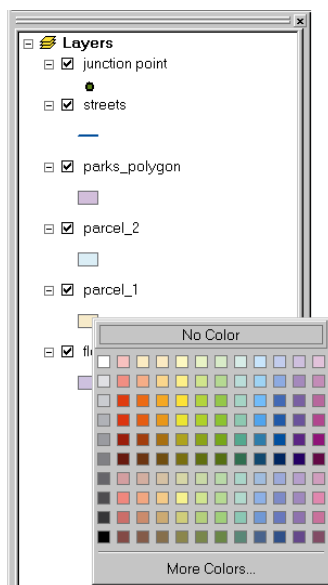 Layers
junction point
streets
parks_polygon
parcel_2
parcel_1
No Color
More Colors...